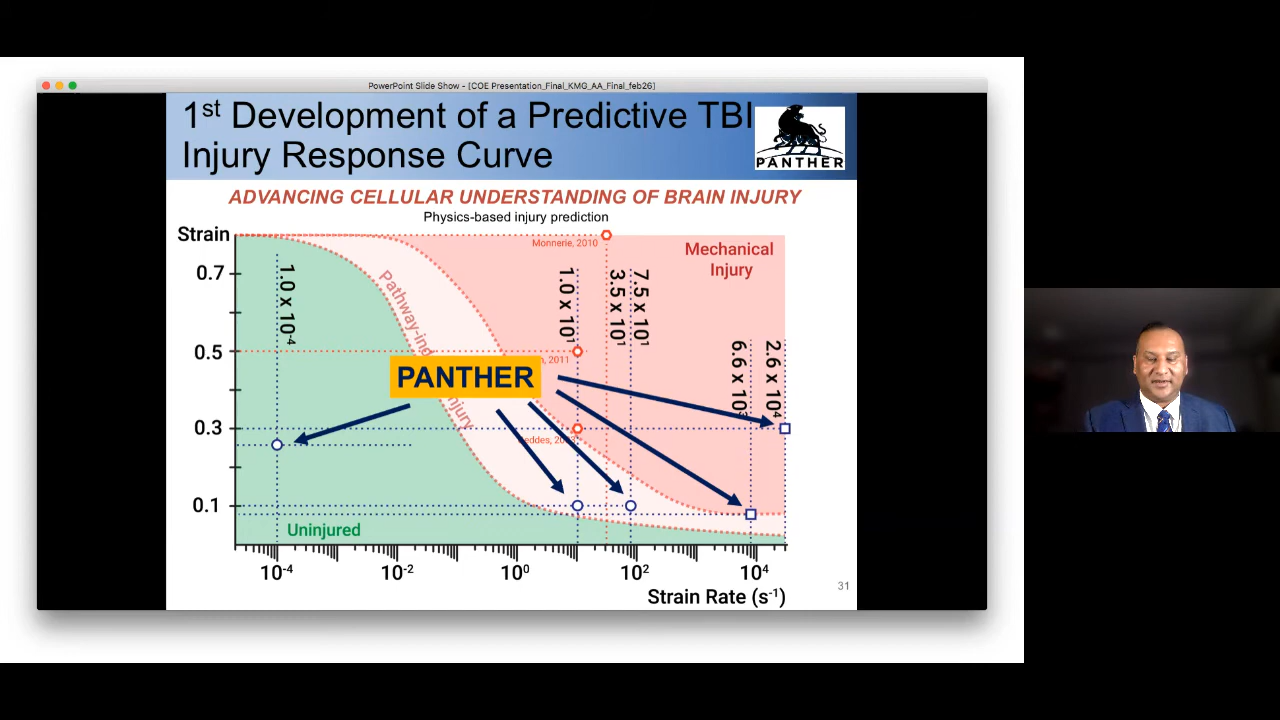 PowerPoint Slide Show - [COE Presentation_Final_KMG_AA_Final_feb26]
1st Development of a Predictive TBI
Injury Response Curve
PANTHER
ADVANCING CELLULAR UNDERSTANDING OF BRAIN INJURY
Physics-based injury prediction
Strain
Monnerie, 2010
Mechanical
Injury
0.7
0.5
0.3
0.1
1.0 x 10-4
1.0 x 101
3.5 x 101
7.5 x 101
6.6 x
2.6 x 104
2011
PANTHER
Uninjured
10-4
10-2
100
102
104
31
Strain Rate (s-1)